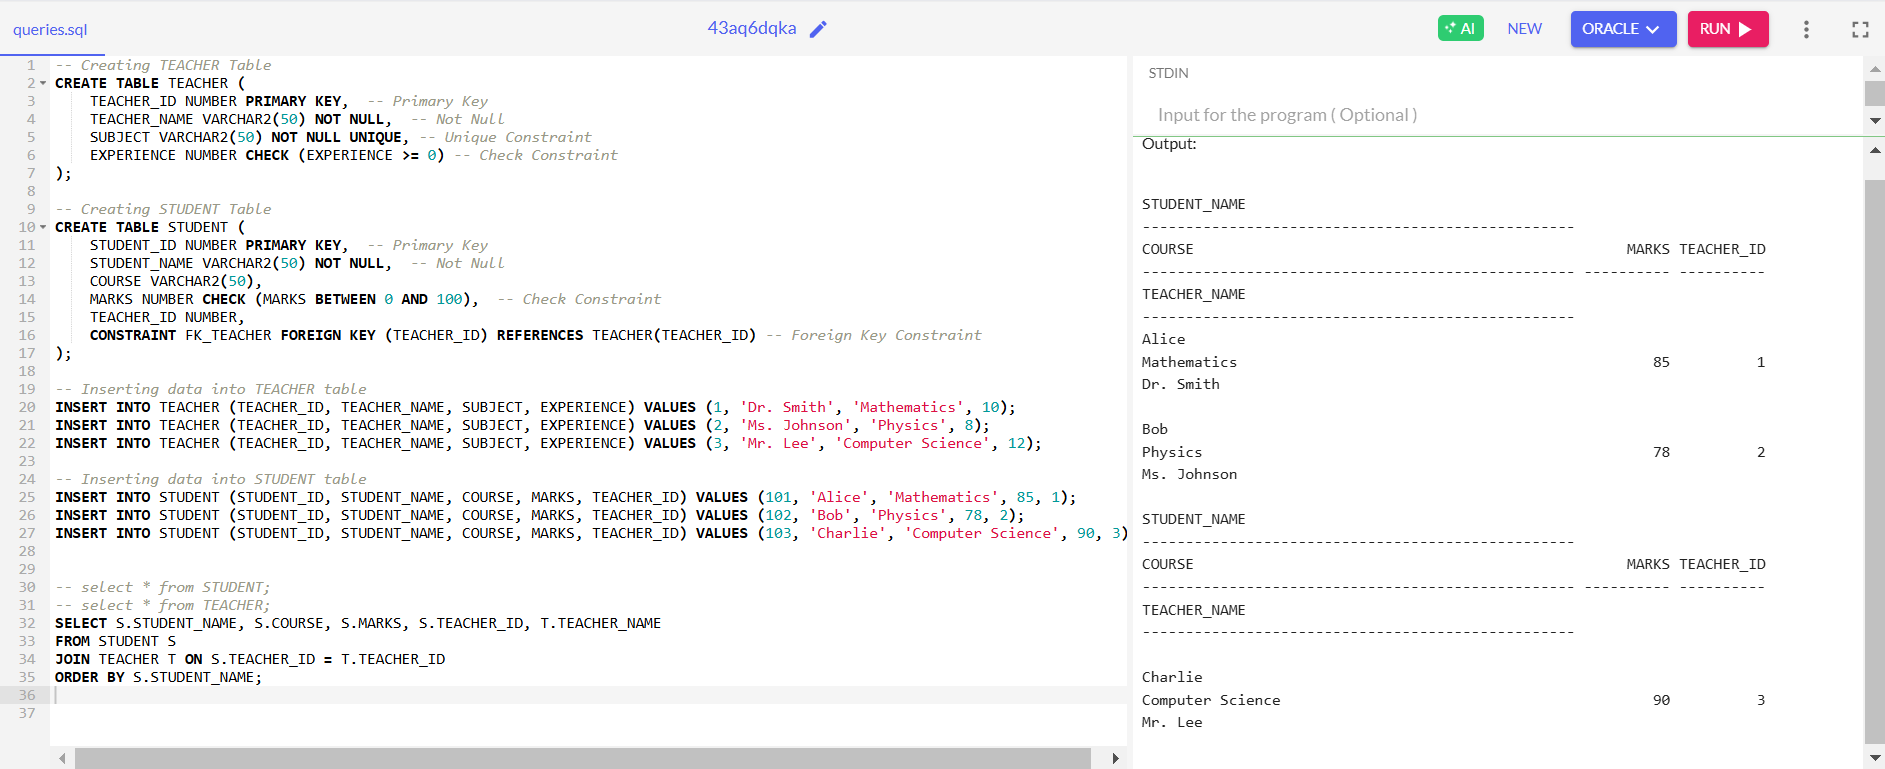 queries.sql
43aq6dqka
AI
NEW
ORACLE
RUN
1 -- Creating TEACHER Table
2 CREATE TABLE TEACHER (
3 TEACHER_ID NUMBER PRIMARY KEY, -- Primary Key
4 TEACHER_NAME VARCHAR2(50) NOT NULL, -- Not Null
5 SUBJECT VARCHAR2(50) NOT NULL UNIQUE, -- Unique Constraint
6 EXPERIENCE NUMBER CHECK (EXPERIENCE >= 0) -- Check Constraint
7 );
8
9 -- Creating STUDENT Table
10 CREATE TABLE STUDENT (
11 STUDENT_ID NUMBER PRIMARY KEY, -- Primary Key
12 STUDENT_NAME VARCHAR2(50) NOT NULL, -- Not Null
13 COURSE VARCHAR2(50),
14 MARKS NUMBER CHECK (MARKS BETWEEN 0 AND 100), -- Check Constraint
15 TEACHER_ID NUMBER,
16 CONSTRAINT FK_TEACHER FOREIGN KEY (TEACHER_ID) REFERENCES TEACHER(TEACHER_ID) -- Foreign Key Constraint
17 );
18
19 -- Inserting data into TEACHER table
20 INSERT INTO TEACHER (TEACHER_ID, TEACHER_NAME, SUBJECT, EXPERIENCE) VALUES (1, 'Dr. Smith', 'Mathematics', 10);
21 INSERT INTO TEACHER (TEACHER_ID, TEACHER_NAME, SUBJECT, EXPERIENCE) VALUES (2, 'Ms. Johnson', 'Physics', 8);
22 INSERT INTO TEACHER (TEACHER_ID, TEACHER_NAME, SUBJECT, EXPERIENCE) VALUES (3, 'Mr. Lee', 'Computer Science', 12);
23
24 -- Inserting data into STUDENT table
25 INSERT INTO STUDENT (STUDENT_ID, STUDENT_NAME, COURSE, MARKS, TEACHER_ID) VALUES (101, 'Alice', 'Mathematics', 85, 1);
26 INSERT INTO STUDENT (STUDENT_ID, STUDENT_NAME, COURSE, MARKS, TEACHER_ID) VALUES (102, 'Bob', 'Physics', 78, 2);
27 INSERT INTO STUDENT (STUDENT_ID, STUDENT_NAME, COURSE, MARKS, TEACHER_ID) VALUES (103, 'Charlie', 'Computer Science', 90, 3)
28
29
30 -- select * from STUDENT;
31 -- select * from TEACHER;
32 SELECT S.STUDENT_NAME, S.COURSE, S.MARKS, S.TEACHER_ID, T.TEACHER_NAME
33 FROM STUDENT S
34 JOIN TEACHER T ON S.TEACHER_ID = T.TEACHER_ID
35 ORDER BY S.STUDENT_NAME;
36
37
STDIN
Input for the program ( Optional )
Output:
STUDENT_NAME
--------------------------------------------------
COURSE MARKS TEACHER_ID
-------------------------------------------------- ---------- ----------
TEACHER_NAME
--------------------------------------------------
Alice
Mathematics 85 1
Dr. Smith
Bob
Physics 78 2
Ms. Johnson
STUDENT_NAME
--------------------------------------------------
COURSE MARKS TEACHER_ID
-------------------------------------------------- ---------- ----------
TEACHER_NAME
--------------------------------------------------
Charlie
Computer Science 90 3
Mr. Lee